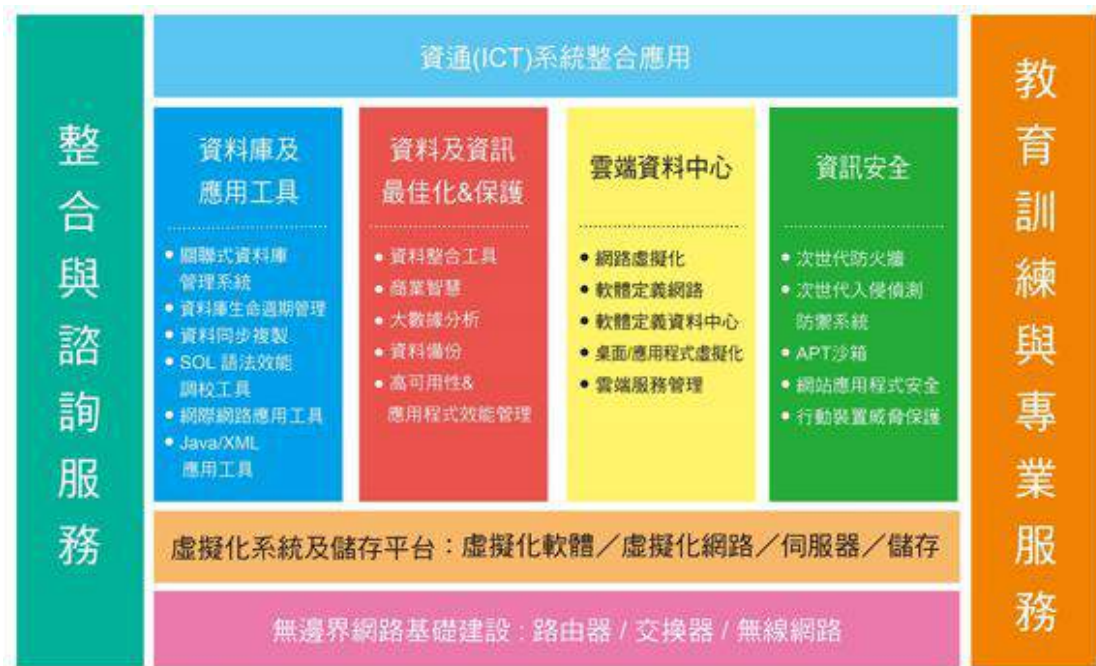 整合與諮詢服務
資通(ICT)系統整合應用
資料庫及
應用工具
• 關聯式資料庫
管理系統
• 資料庫生命週期管理
• 資料同步複製
• SOL 語法效能
調校工具
• 網際網路應用工具
• Java/XML
應用工具
資料及資訊
最佳化&保護
• 資料整合工具
• 商業智慧
• 大數據分析
• 資料備份
• 高可用性&
應用程式效能管理
雲端資料中心
• 網路虛擬化
• 軟體定義網路
• 軟體定義資料中心
• 桌面/應用程式虛擬化
• 雲端服務管理
資訊安全
• 次世代防火牆
• 次世代入侵偵測
防禦系統
• APT沙箱
• 網站應用程式安全
• 行動裝置威脅保護
虛擬化系統及儲存平台：虛擬化軟體／虛擬化網路／伺服器／儲存
無邊界網路基礎建設 : 路由器 / 交換器 / 無線網路
教育訓練與專業服務